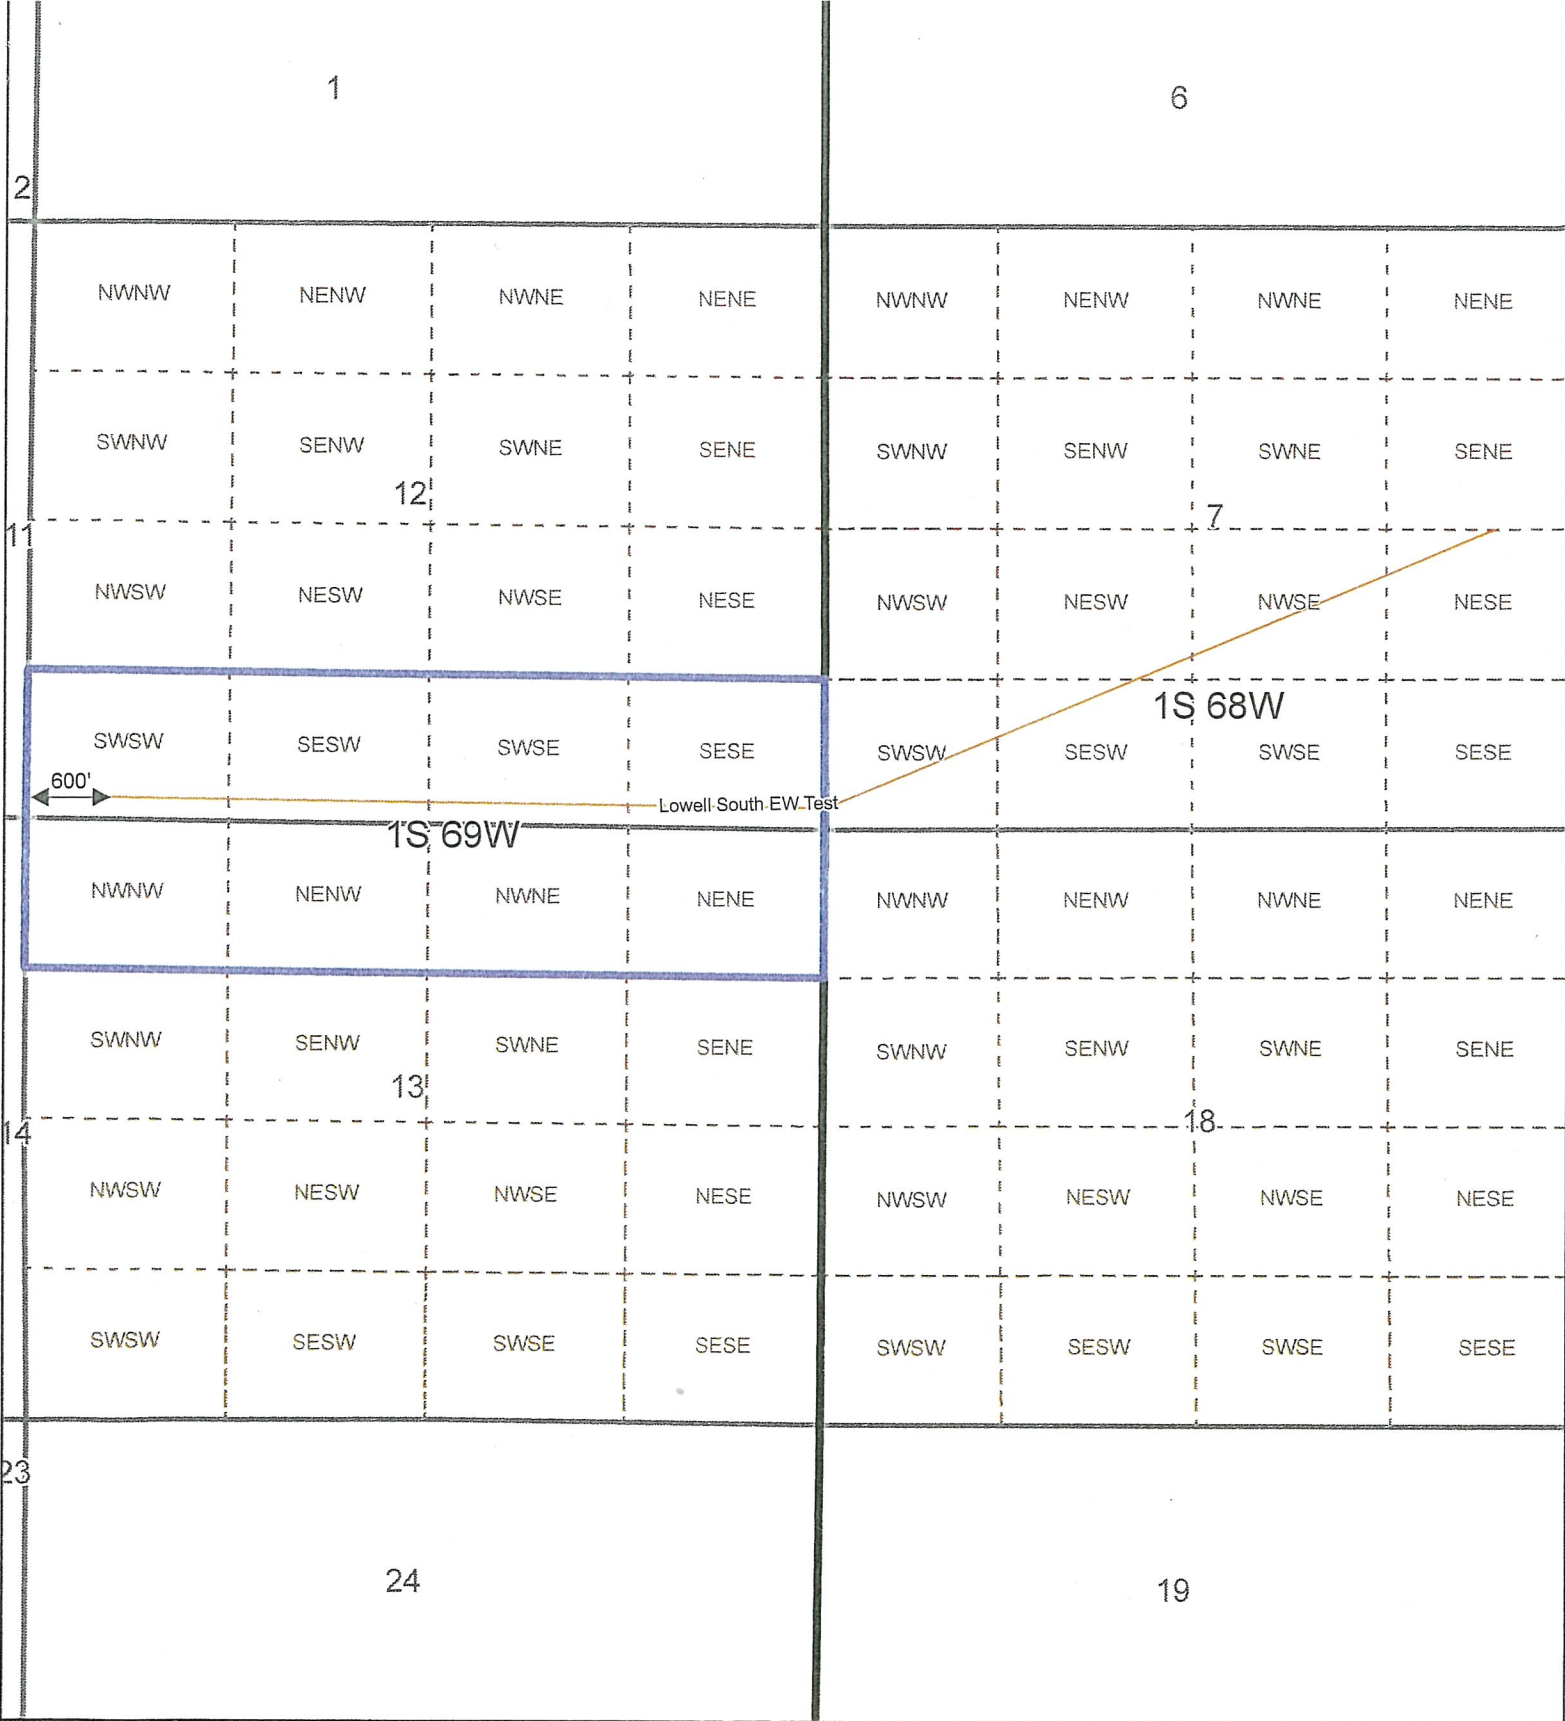 1 6
2
NWNW NENW NWNE NENE NWNW NENW NWNE NENE
SWNW SENW SWNE SENE SWNW SENW SWNE SENE
12 7
11
NWSW NESW NWSE NESE NWSW NESW NWSE NESE
1S 68W
SWSW SESW SWSE SESE SWSW SESW SWSE SESE
600'
Lowell South EW Test
1S 69W
NWNW NENW NWNE NENE NWNW NENW NWNE NENE
SWNW SENW SWNE SENE SWNW SENW SWNE SENE
13 18
14
NWSW NESW NWSE NESE NWSW NESW NWSE NESE
SWSW SESW SWSE SESE SWSW SESW SWSE SESE
23
24 19